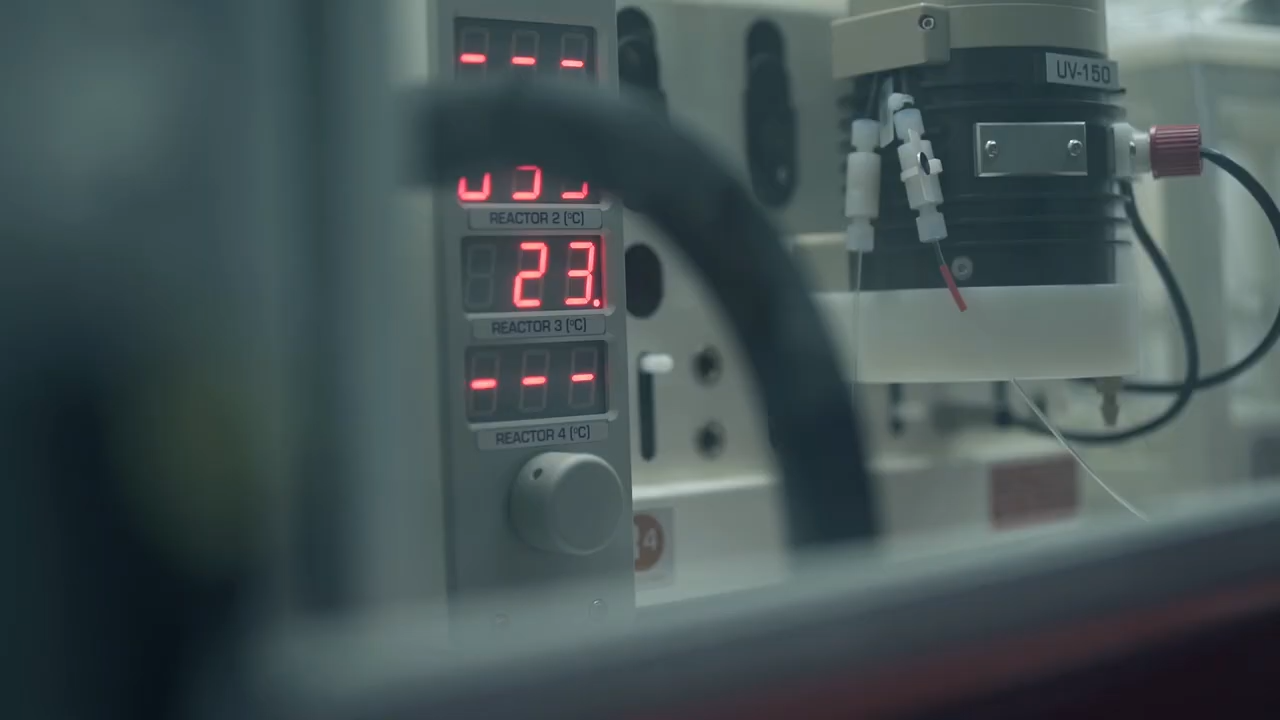 - - -
REACTOR 2 (°C)
23.
REACTOR 3 (°C)
- - -
REACTOR 4 (°C)
UV-150